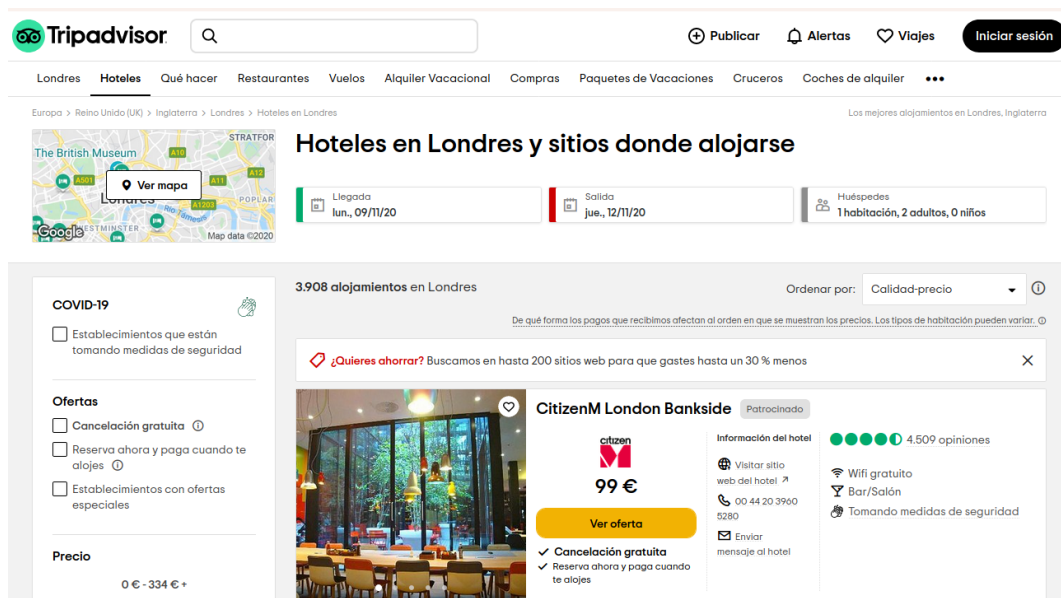 Tripadvisor
Publicar
Alertas
Viajes
Iniciar sesión
Londres
Hoteles
Qué hacer
Restaurantes
Vuelos
Alquiler Vacacional
Compras
Paquetes de Vacaciones
Cruceros
Coches de alquiler
Europa > Reino Unido (UK) > Inglaterra > Londres > Hoteles en Londres
Los mejores alojamientos en Londres, Inglaterra
STRATFOR
The British Museum
A10
A501
A12
A11
Ver mapa
Londres
POPLAR
A1203
Rio Támesis
WESTMINSTER
Google
Map data ©2020
Hoteles en Londres y sitios donde alojarse
Llegada
lun., 09/11/20
Salida
jue., 12/11/20
Huéspedes
1 habitación, 2 adultos, 0 niños
COVID-19
Establecimientos que están
tomando medidas de seguridad
Ofertas
Cancelación gratuita
Reserva ahora y paga cuando te
alojes
Establecimientos con ofertas
especiales
Precio
0 € - 334 € +
3.908 alojamientos en Londres
Ordenar por:
Calidad-precio
De qué forma los pagos que recibimos afectan al orden en que se muestran los precios. Los tipos de habitación pueden variar.
¿Quieres ahorrar? Buscamos en hasta 200 sitios web para que gastes hasta un 30 % menos
CitizenM London Bankside
Patrocinado
citizen
M
99 €
Ver oferta
Cancelación gratuita
Reserva ahora y paga cuando
te alojes
Información del hotel
Visitar sitio
web del hotel
00 44 20 3960
5280
Enviar
mensaje al hotel
4.509 opiniones
Wifi gratuito
Bar/Salón
Tomando medidas de seguridad